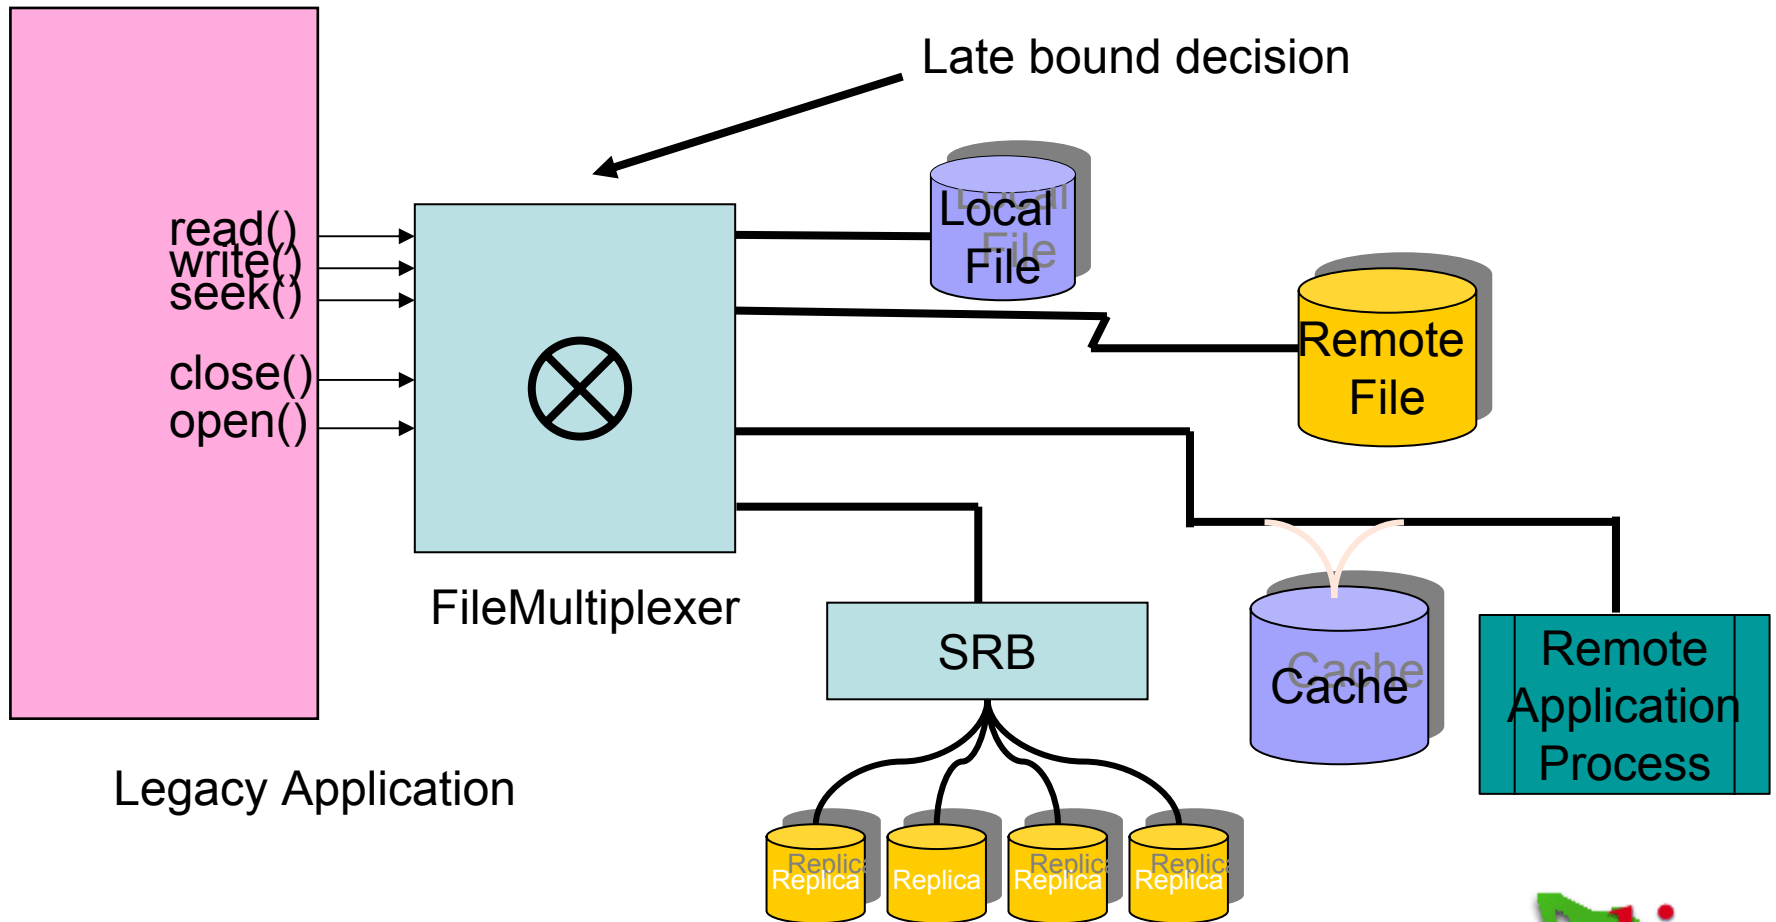 Late bound decision
read()
write()
seek()
close()
open()
Local
File
Remote
File
FileMultiplexer
SRB
Cache
Remote
Application
Process
Legacy Application
Replica
Replica
Replica
Replica